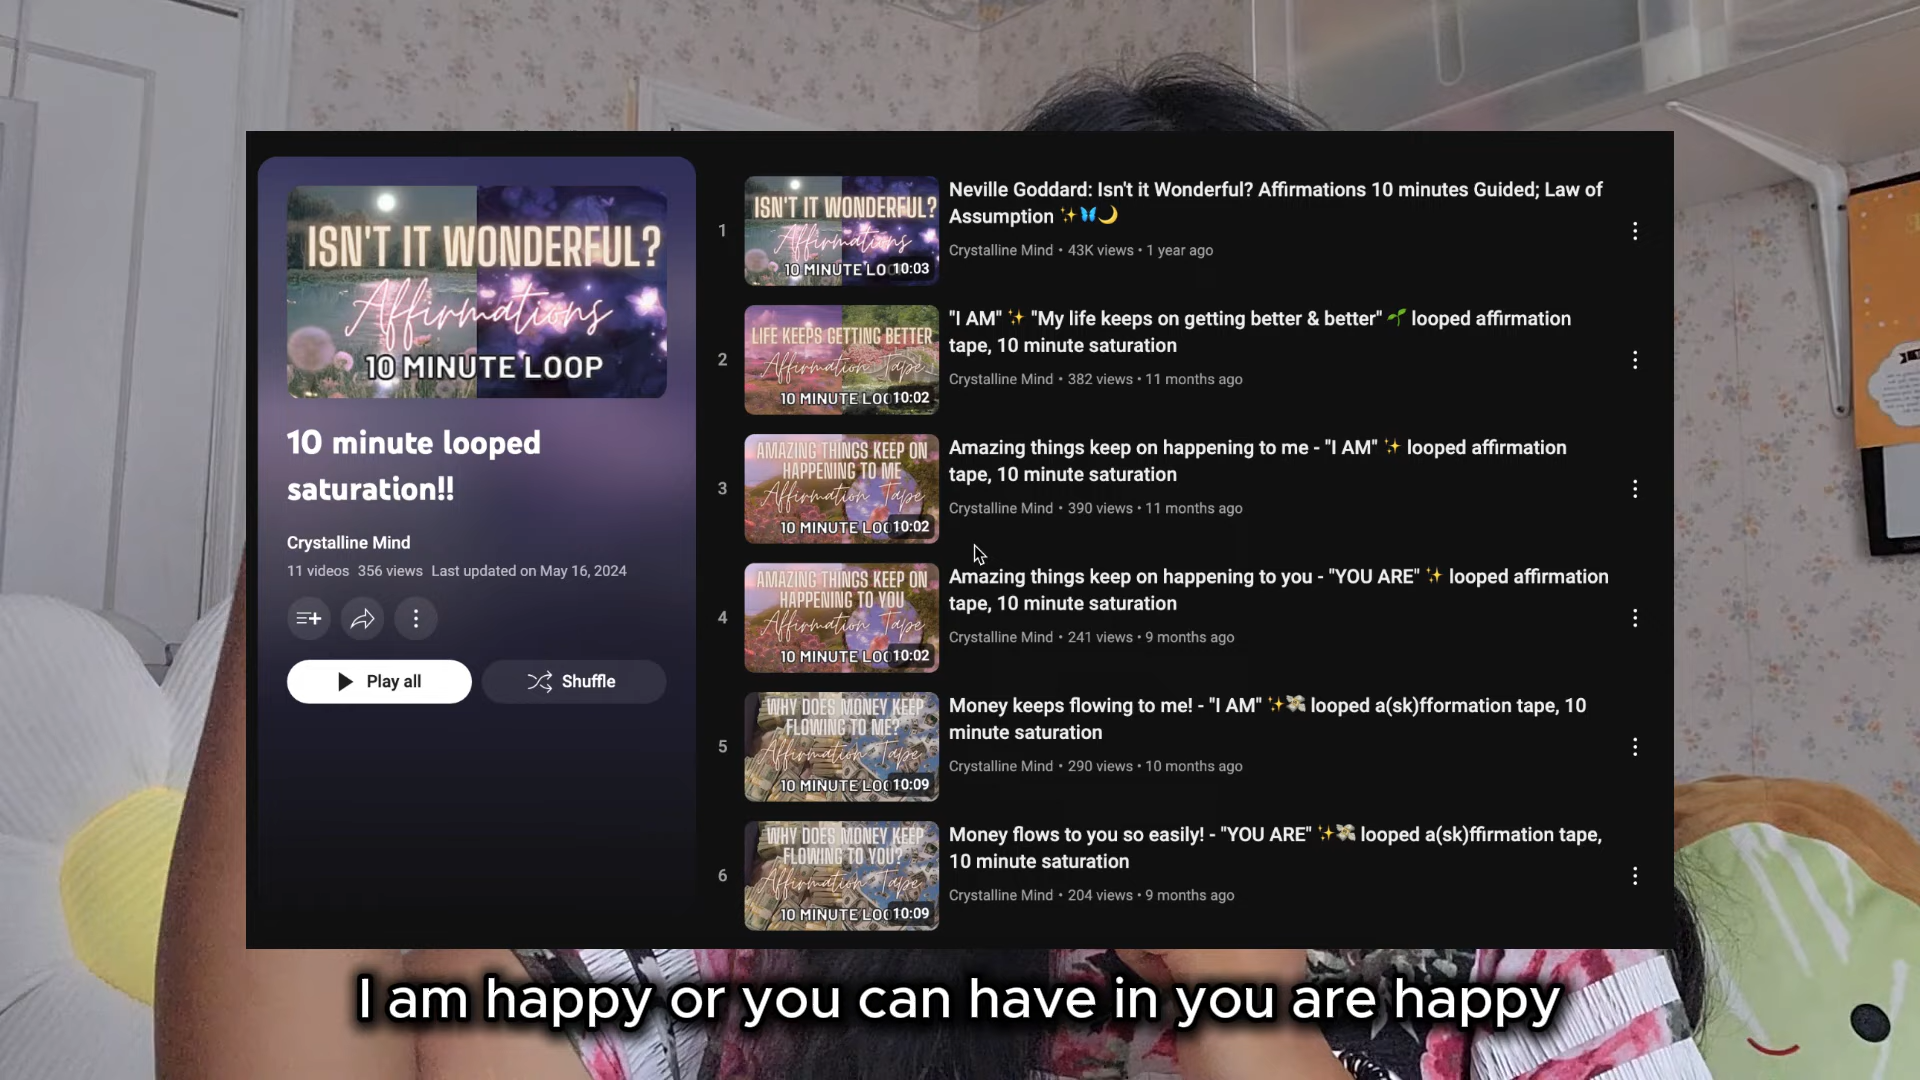 ISN'T IT WONDERFUL?
Affirmations
10 MINUTE LOOP
10 minute looped
saturation!!
Crystalline Mind
11 videos 356 views Last updated on May 16, 2024
Play all
Shuffle
1
ISN'T IT WONDERFUL?
Affirmations
10 MINUTE LO
10:03
Neville Goddard: Isn't it Wonderful? Affirmations 10 minutes Guided; Law of
Assumption ✨🦋🌙
Crystalline Mind • 43K views • 1 year ago
2
LIFE KEEPS GETTING BETTER
Affirmation Tape
10 MINUTE LOO
10:02
"I AM" ✨ "My life keeps on getting better & better" 🌱 looped affirmation
tape, 10 minute saturation
Crystalline Mind • 382 views • 11 months ago
3
AMAZING THINGS KEEP ON
HAPPENING TO ME
Affirmation Tape
10 MINUTE LOO
10:02
Amazing things keep on happening to me - "I AM" ✨ looped affirmation
tape, 10 minute saturation
Crystalline Mind • 390 views • 11 months ago
4
AMAZING THINGS KEEP ON
HAPPENING TO YOU
Affirmation Tape
10 MINUTE LOO
10:02
Amazing things keep on happening to you - "YOU ARE" ✨ looped affirmation
tape, 10 minute saturation
Crystalline Mind • 241 views • 9 months ago
5
WHY DOES MONEY KEEP
FLOWING TO ME?
Affirmation Tape
10 MINUTE LOO
10:09
Money keeps flowing to me! - "I AM" ✨💸 looped a(sk)fformation tape, 10
minute saturation
Crystalline Mind • 290 views • 10 months ago
6
WHY DOES MONEY KEEP
FLOWING TO YOU?
Affirmation Tape
10 MINUTE LOO
10:09
Money flows to you so easily! - "YOU ARE" ✨💸 looped a(sk)ffirmation tape,
10 minute saturation
Crystalline Mind • 204 views • 9 months ago
I am happy or you can have in you are happy